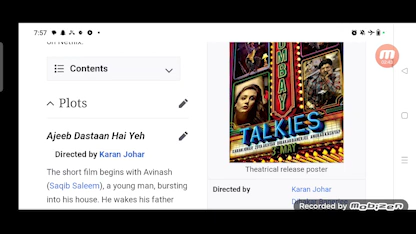 7:57
on Netflix.
Contents
Plots
Ajeeb Dastaan Hai Yeh
Directed by Karan Johar
The short film begins with Avinash
(Saqib Saleem), a young man, bursting
into his house. He wakes his father
BOMBAY
TALKIES
3 MAY
Theatrical release poster
Directed by Karan Johar
Recorded by MOBIZEN